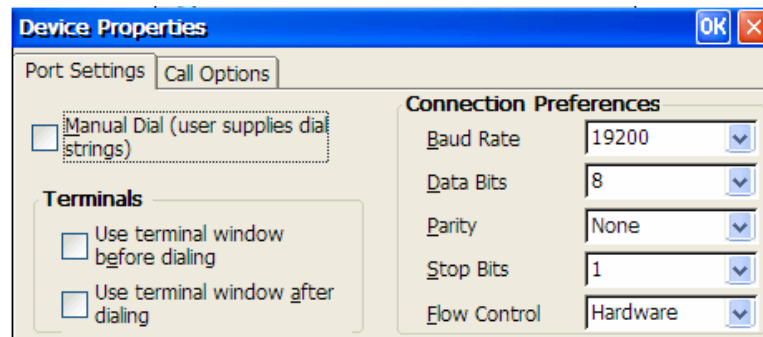 Device Properties OK
Port Settings Call Options
Manual Dial (user supplies dial
strings)
Terminals
Use terminal window
before dialing
Use terminal window after
dialing
Connection Preferences
Baud Rate 19200
Data Bits 8
Parity None
Stop Bits 1
Flow Control Hardware